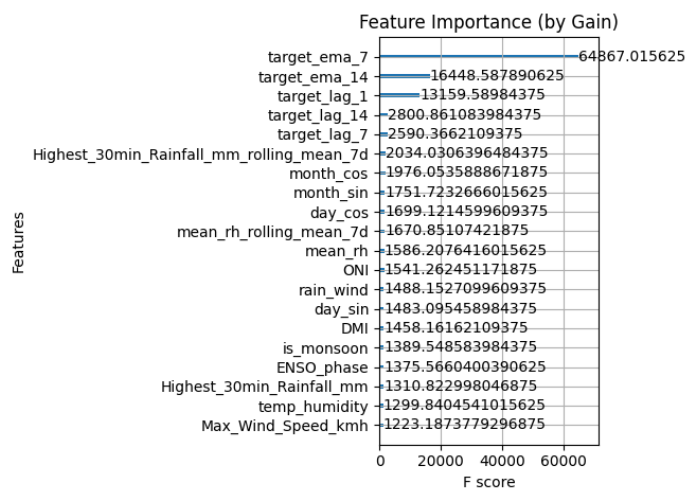 Feature Importance (by Gain)
target_ema_7 64867.015625
target_ema_14 16448.587890625
target_lag_1 13159.58984375
target_lag_14 2800.861083984375
target_lag_7 2590.3662109375
Highest_30min_Rainfall_mm_rolling_mean_7d 2034.0306396484375
month_cos 1976.0535888671875
month_sin 1751.7232666015625
day_cos 1699.1214599609375
mean_rh_rolling_mean_7d 1670.85107421875
mean_rh 1586.2076416015625
ONI 1541.262451171875
rain_wind 1488.1527099609375
day_sin 1483.095458984375
DMI 1458.16162109375
is_monsoon 1389.548583984375
ENSO_phase 1375.5660400390625
Highest_30min_Rainfall_mm 1310.822998046875
temp_humidity 1299.8404541015625
Max_Wind_Speed_kmh 1223.1873779296875
Features
0 20000 40000 60000
F score